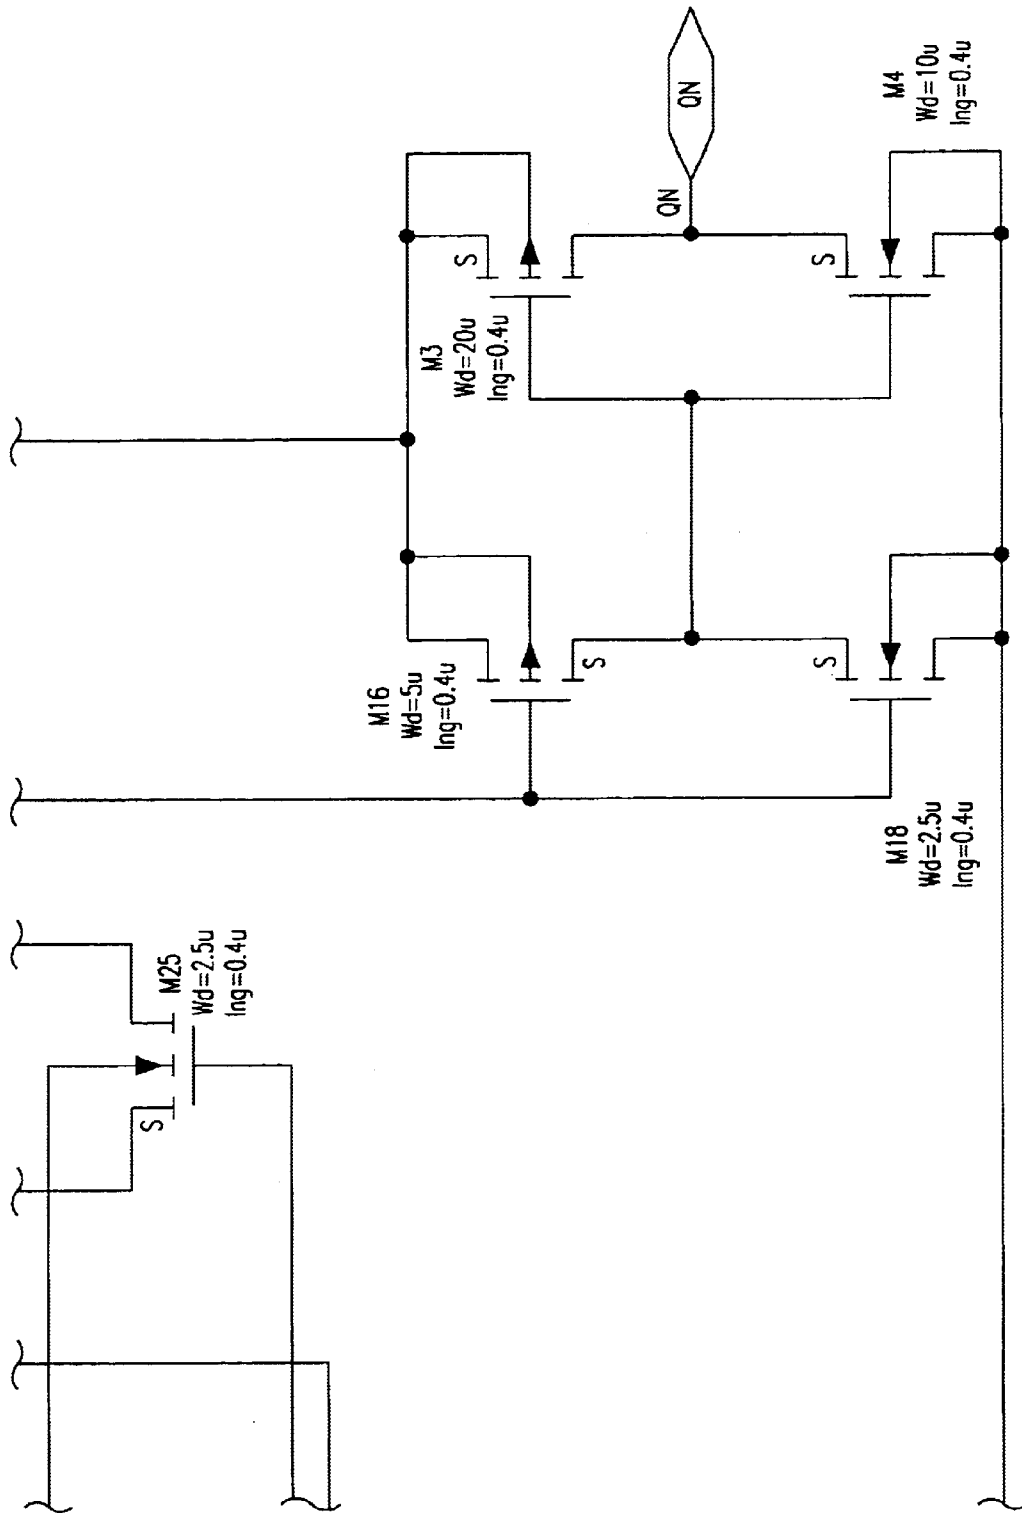 M25
Wd=2.5u
lng=0.4u
S
M16
Wd=5u
lng=0.4u
S
M18
Wd=2.5u
lng=0.4u
S
M3
Wd=20u
lng=0.4u
S
QN
QN
M4
Wd=10u
lng=0.4u
S